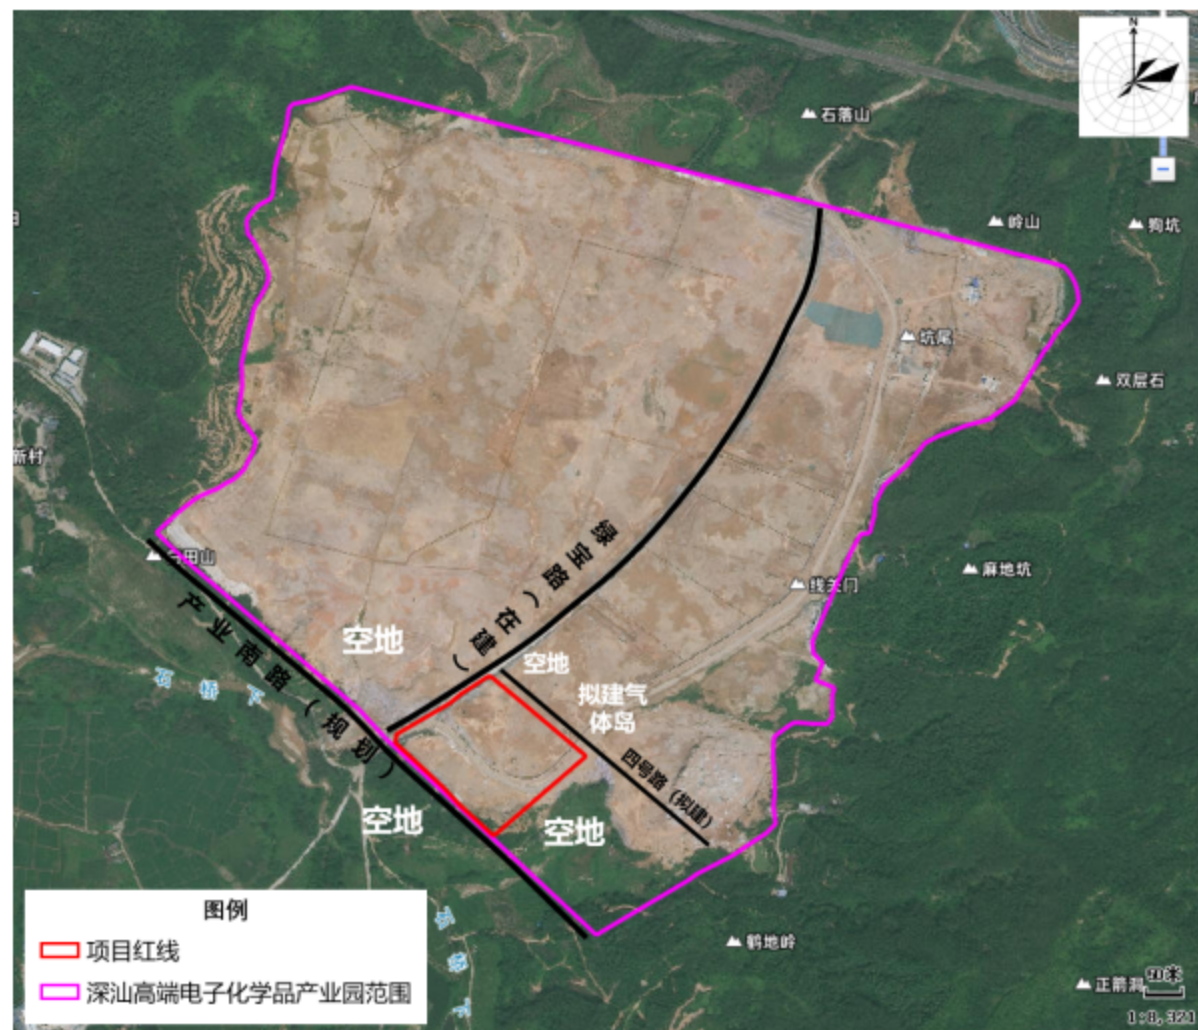 N
石落山
岭山
狗坑
坑尾
双层石
新村
线关门
麻地坑
绿宝路（在建）
产业南路（规划）
石桥下
空地
空地
拟建气
体岛
四号路（拟建）
空地
空地
图例
项目红线
深汕高端电子化学品产业园范围
鹤地岭
正箭洞
90米
1:8,321